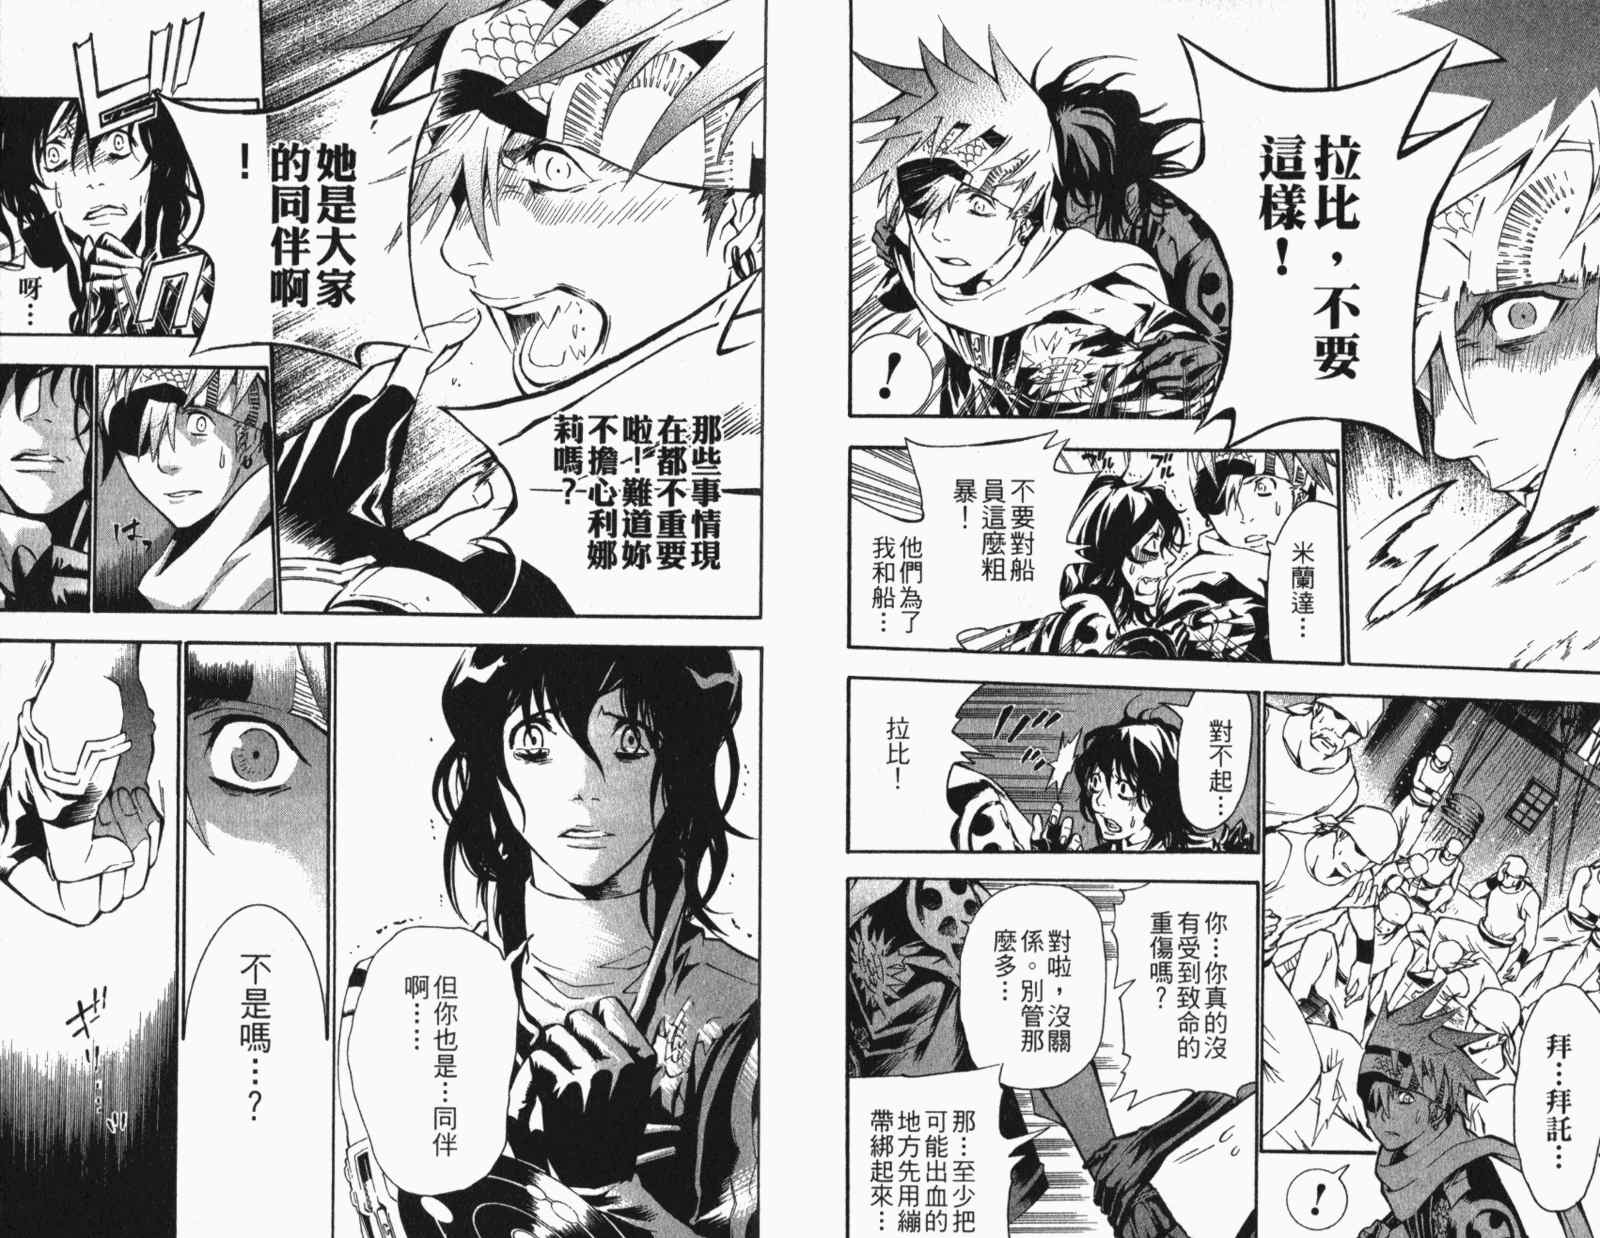 拉比，不要
這樣！
！
米蘭達…
不要對船
員這麼粗
暴！
他們為了
我和船…
拜…拜託…
！
對不起…
拉比！
你…你真的沒
有受到致命的
重傷嗎？
對啦，沒關
係。別管那
麼多…
那…至少把
可能出血的
地方先用繃
帶綁起來…
她是大家
的同伴啊
！
呀…
那些事情現
在都不重要
啦！難道妳
不擔心利娜
莉嗎？
はっ
但你也是…同伴
啊……
不是嗎…？